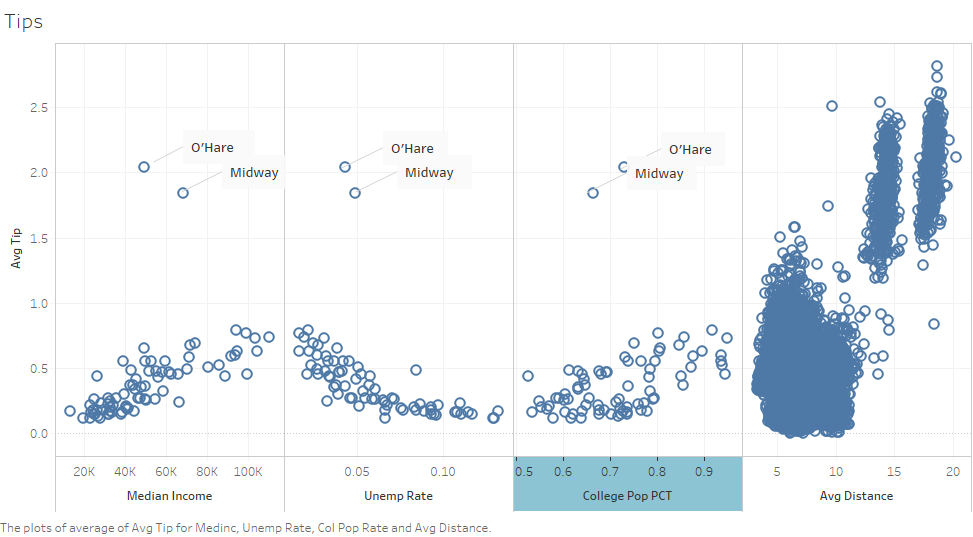 Tips
Avg Tip
2.5
2.0
1.5
1.0
0.5
0.0
O’Hare
Midway
O’Hare
Midway
O’Hare
Midway
20K 40K 60K 80K 100K
0.05 0.10
0.5 0.6 0.7 0.8 0.9
5 10 15 20
Median Income
Unemp Rate
College Pop PCT
Avg Distance
The plots of average of Avg Tip for Medinc, Unemp Rate, Col Pop Rate and Avg Distance.